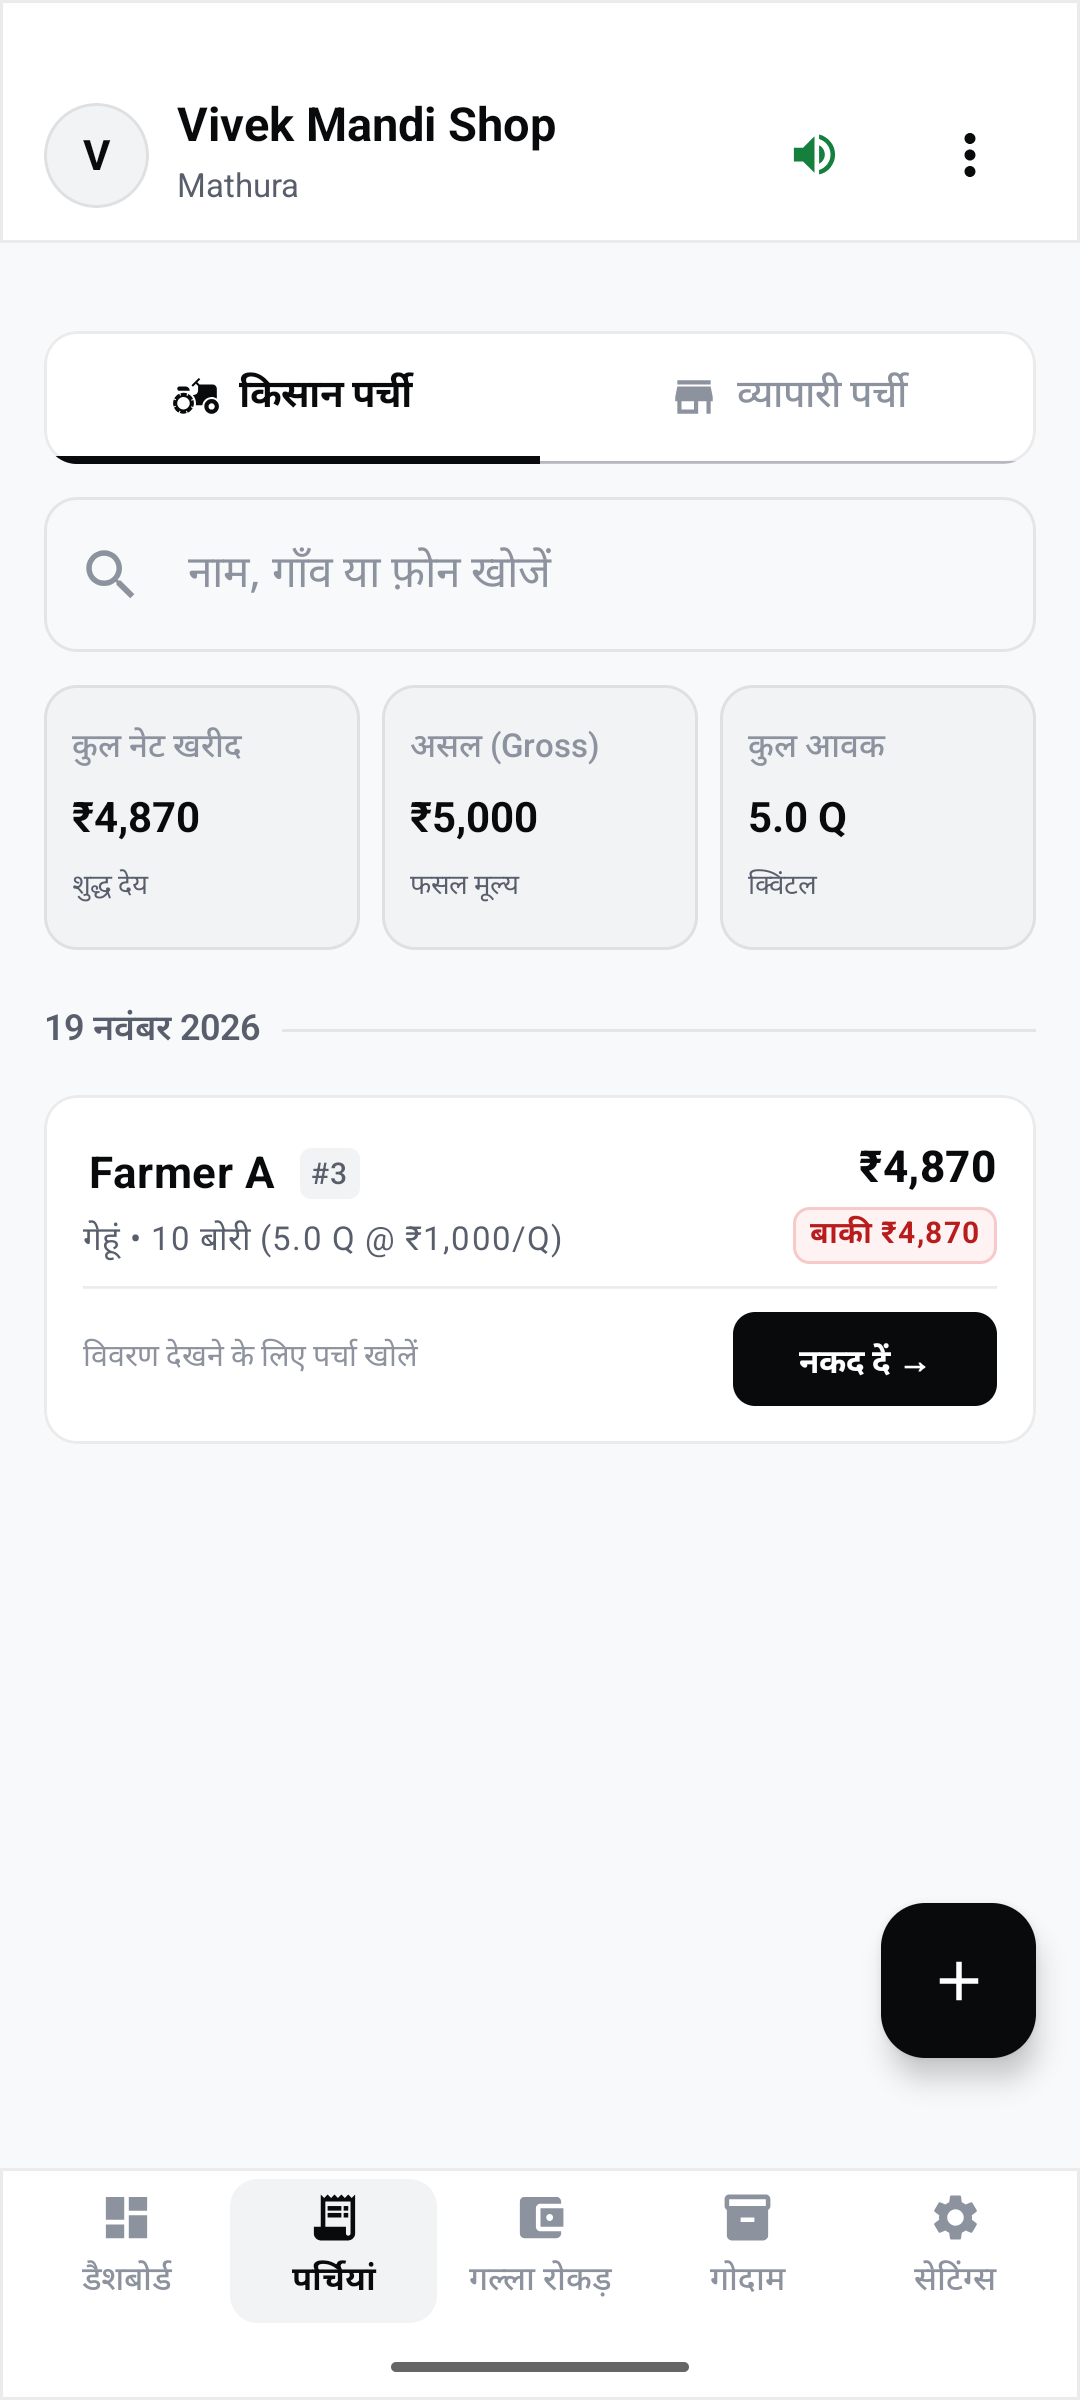 V
Vivek Mandi Shop
Mathura
किसान पर्ची
व्यापारी पर्ची
नाम, गाँव या फ़ोन खोजें
कुल नेट खरीद
₹4,870
शुद्ध देय
असल (Gross)
₹5,000
फसल मूल्य
कुल आवक
5.0 Q
क्विंटल
19 नवंबर 2026
Farmer A #3
₹4,870
गेहूं • 10 बोरी (5.0 Q @ ₹1,000/Q)
बाकी ₹4,870
विवरण देखने के लिए पर्चा खोलें
नकद दें →
डैशबोर्ड
पर्चियां
गल्ला रोकड़
गोदाम
सेटिंग्स